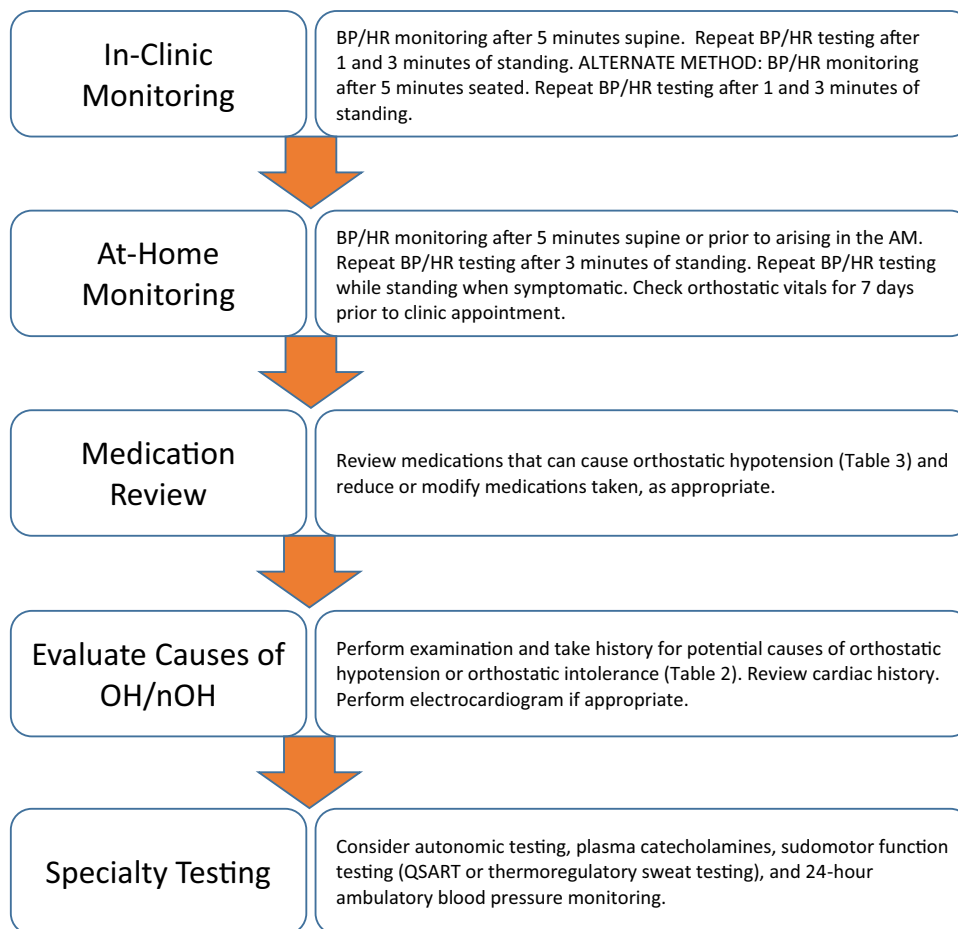 In-Clinic
Monitoring
BP/HR monitoring after 5 minutes supine.  Repeat BP/HR testing after
1 and 3 minutes of standing. ALTERNATE METHOD: BP/HR monitoring
after 5 minutes seated. Repeat BP/HR testing after 1 and 3 minutes of
standing.
At-Home
Monitoring
BP/HR monitoring after 5 minutes supine or prior to arising in the AM.
Repeat BP/HR testing after 3 minutes of standing. Repeat BP/HR testing
while standing when symptomatic. Check orthostatic vitals for 7 days
prior to clinic appointment.
Medication
Review
Review medications that can cause orthostatic hypotension (Table 3) and
reduce or modify medications taken, as appropriate.
Evaluate Causes of
OH/nOH
Perform examination and take history for potential causes of orthostatic
hypotension or orthostatic intolerance (Table 2). Review cardiac history.
Perform electrocardiogram if appropriate.
Specialty Testing
Consider autonomic testing, plasma catecholamines, sudomotor function
testing (QSART or thermoregulatory sweat testing), and 24-hour
ambulatory blood pressure monitoring.